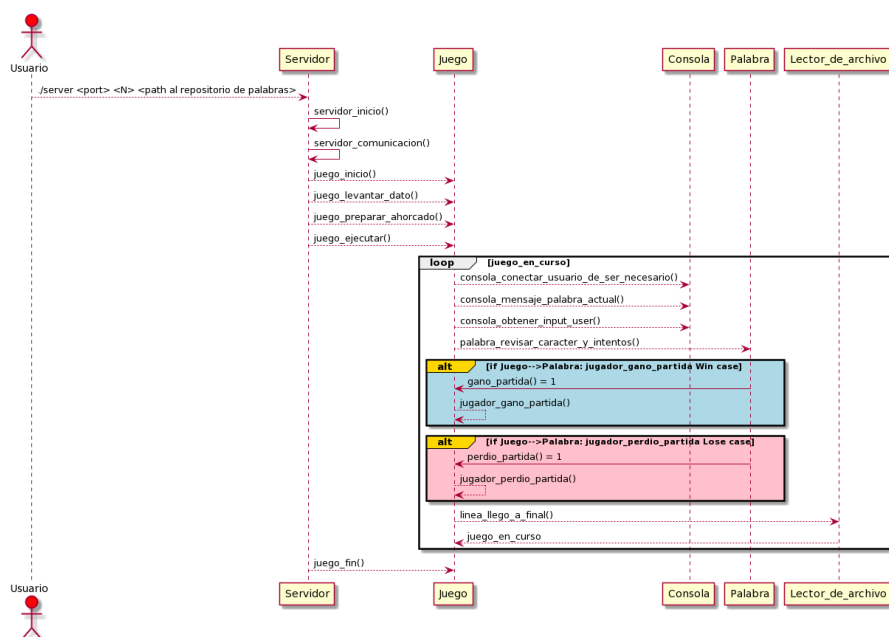 Usuario
Servidor
Juego
Consola
Palabra
Lector_de_archivo
./server <port> <N> <path al repositorio de palabras>
servidor_inicio()
servidor_comunicacion()
juego_inicio()
juego_levantar_dato()
juego_preparar_ahorcado()
juego_ejecutar()
loop [juego_en_curso]
consola_conectar_usuario_de_ser_necesario()
consola_mensaje_palabra_actual()
consola_obtener_input_user()
palabra_revisar_caracter_y_intentos()
alt [if Juego-->Palabra: jugador_gano_partida Win case]
gano_partida() = 1
jugador_gano_partida()
alt [if Juego-->Palabra: jugador_perdio_partida Lose case]
perdio_partida() = 1
jugador_perdio_partida()
linea_llego_a_final()
juego_en_curso
juego_fin()
Usuario
Servidor
Juego
Consola
Palabra
Lector_de_archivo